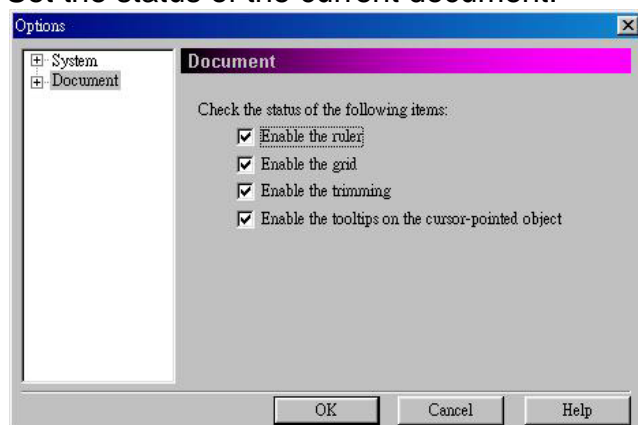 Set the status of the current document.
Options
System
Document
Document
Check the status of the following items:
Enable the ruler
Enable the grid
Enable the trimming
Enable the tooltips on the cursor-pointed object
OK
Cancel
Help